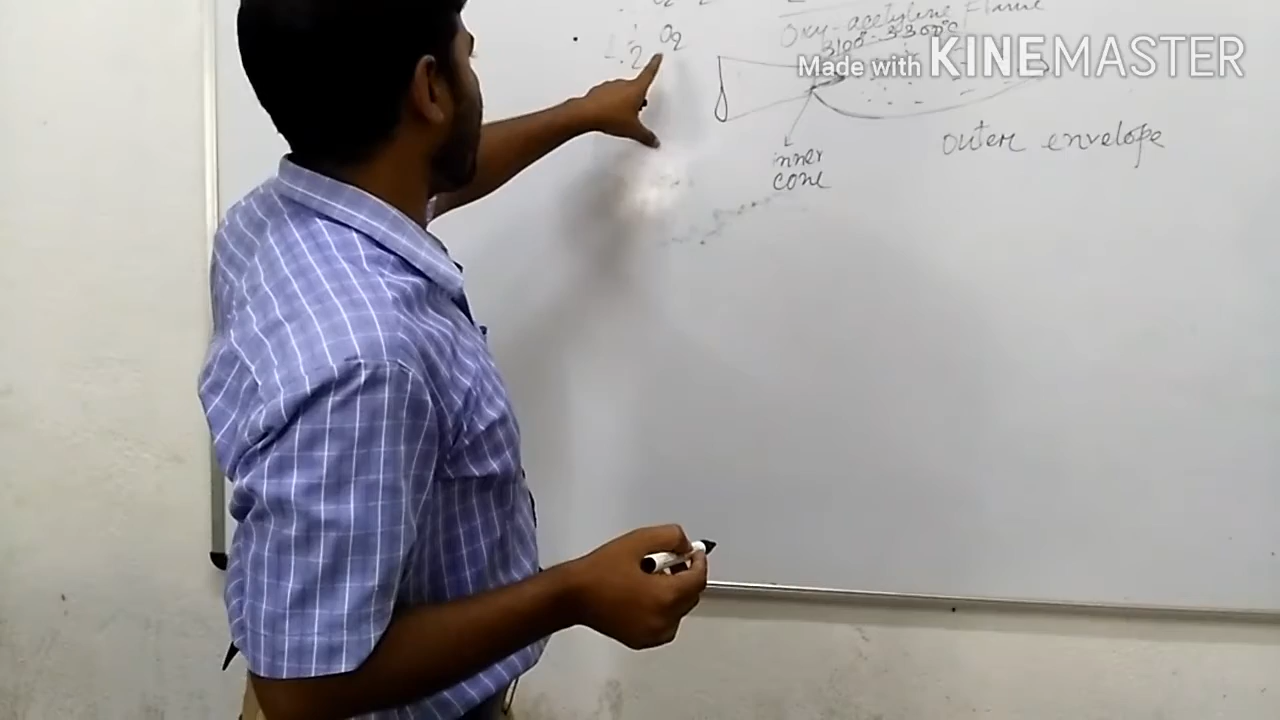 Oxy-acetylene Flame
3100°-3300°C
1:2 O2
Made with KINEMASTER
inner
cone
outer envelope